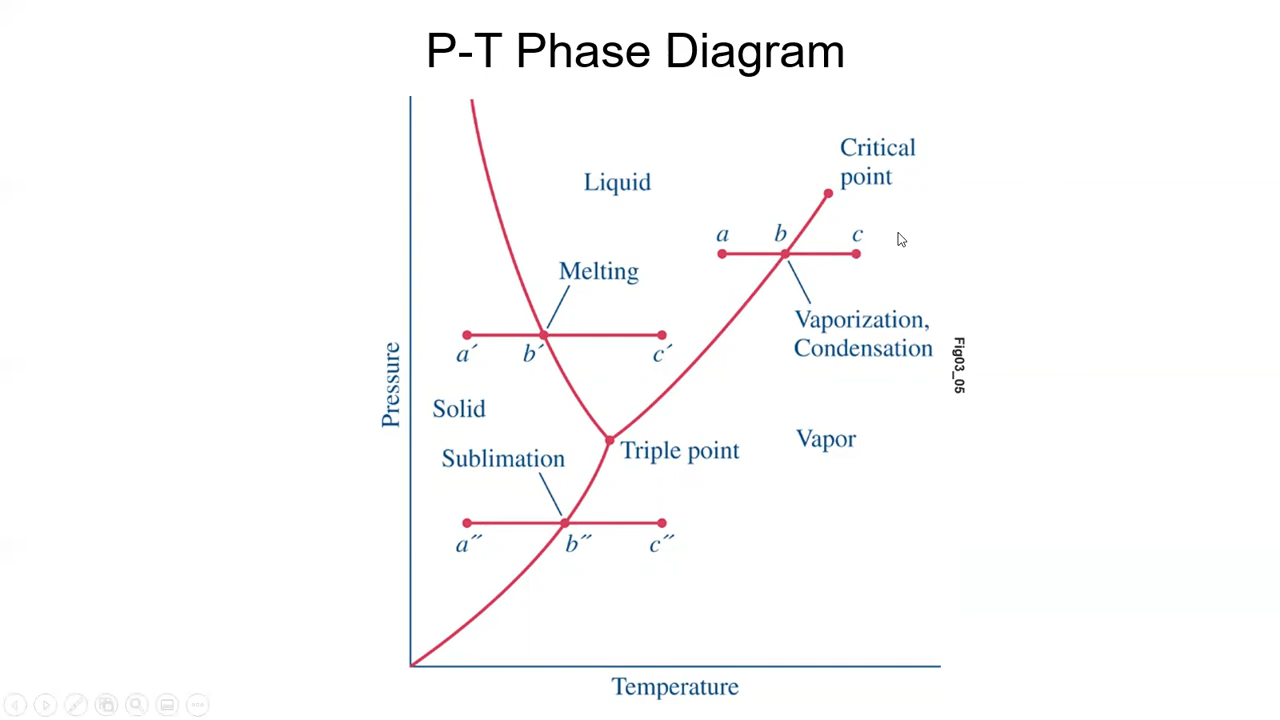 P-T Phase Diagram
Critical
point
Liquid
a
b
c
Melting
Vaporization,
Condensation
a′
b′
c′
Fig03_05
Pressure
Solid
Vapor
Triple point
Sublimation
a″
b″
c″
Temperature